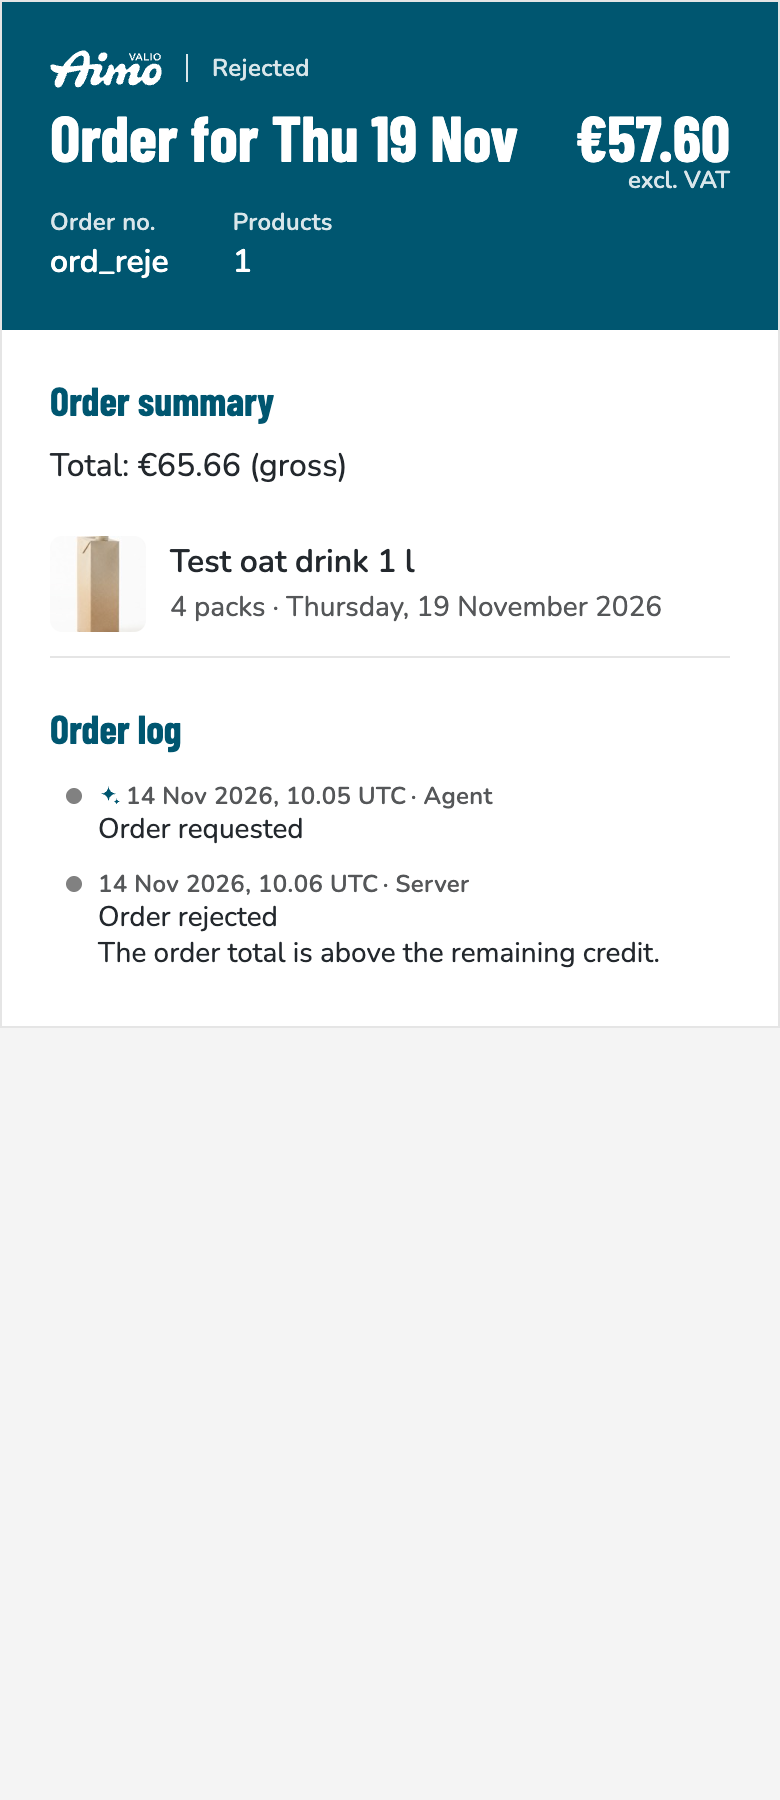 VALIO
Aimo
Rejected
Order for Thu 19 Nov
€57.60
excl. VAT
Order no.
Products
ord_reje
1
Order summary
Total: €65.66 (gross)
Test oat drink 1 l
4 packs · Thursday, 19 November 2026
Order log
14 Nov 2026, 10.05 UTC · Agent
Order requested
14 Nov 2026, 10.06 UTC · Server
Order rejected
The order total is above the remaining credit.